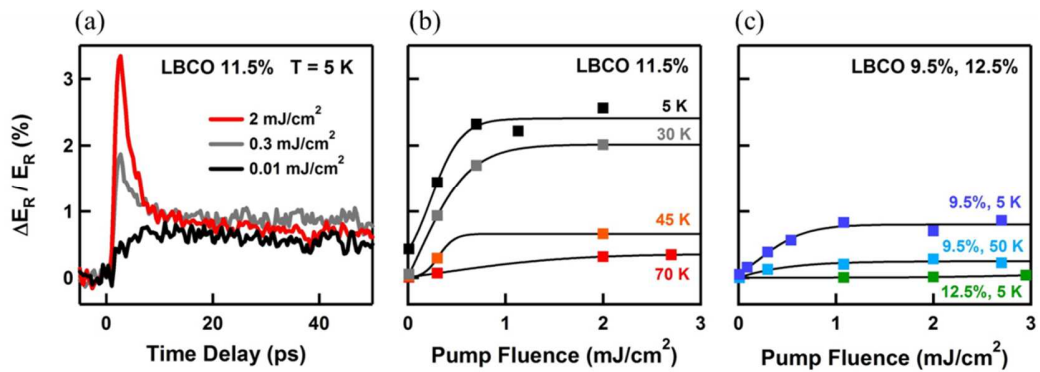 (a)
LBCO 11.5% T = 5 K
2 mJ/cm²
0.3 mJ/cm²
0.01 mJ/cm²
3
2
1
0
ΔE_R / E_R (%)
0 20 40
Time Delay (ps)
(b)
LBCO 11.5%
5 K
30 K
45 K
70 K
0 1 2 3
Pump Fluence (mJ/cm²)
(c)
LBCO 9.5%, 12.5%
9.5%, 5 K
9.5%, 50 K
12.5%, 5 K
0 1 2 3
Pump Fluence (mJ/cm²)